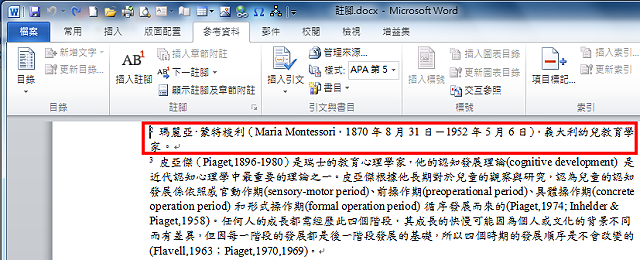 註腳.docx - Microsoft Word
檔案 常用 插入 版面配置 參考資料 郵件 校閱 檢視 增益集
目錄
新增文字
更新目錄...
目錄
AB¹
插入註腳
插入章節附註
下一註腳
顯示註腳及章節附註
註腳
插入引文
管理來源...
樣式: APA 第 5
書目
引文與書目
插入標號
插入圖表目錄
更新圖表目錄
交互參照
標號
項目標記...
插入索引
更新索引
索引
² 瑪麗亞·蒙特梭利(Maria Montessori,1870 年 8 月 31 日－1952 年 5 月 6 日),義大利幼兒教育學
家。
³ 皮亞傑(Piaget,1896-1980)是瑞士的教育心理學家,他的認知發展理論(cognitive development) 是
近代認知心理學中最重要的理論之一。皮亞傑根據他長期對於兒童的觀察與研究,認為兒童的認知
發展係依照感官動作期(sensory-motor period)、前操作期(preoperational period)、具體操作期(concrete
operation period) 和形式操作期(formal operation period) 循序發展而來的(Piaget,1974; Inhelder &
Piaget,1958)。任何人的成長都需經歷此四個階段,其成長的快慢可能因為個人或文化的背景不同
而有差異,但因每一階段的發展都是後一階段發展的基礎,所以四個時期的發展順序是不會改變的
(Flavell,1963;Piaget,1970,1969)。